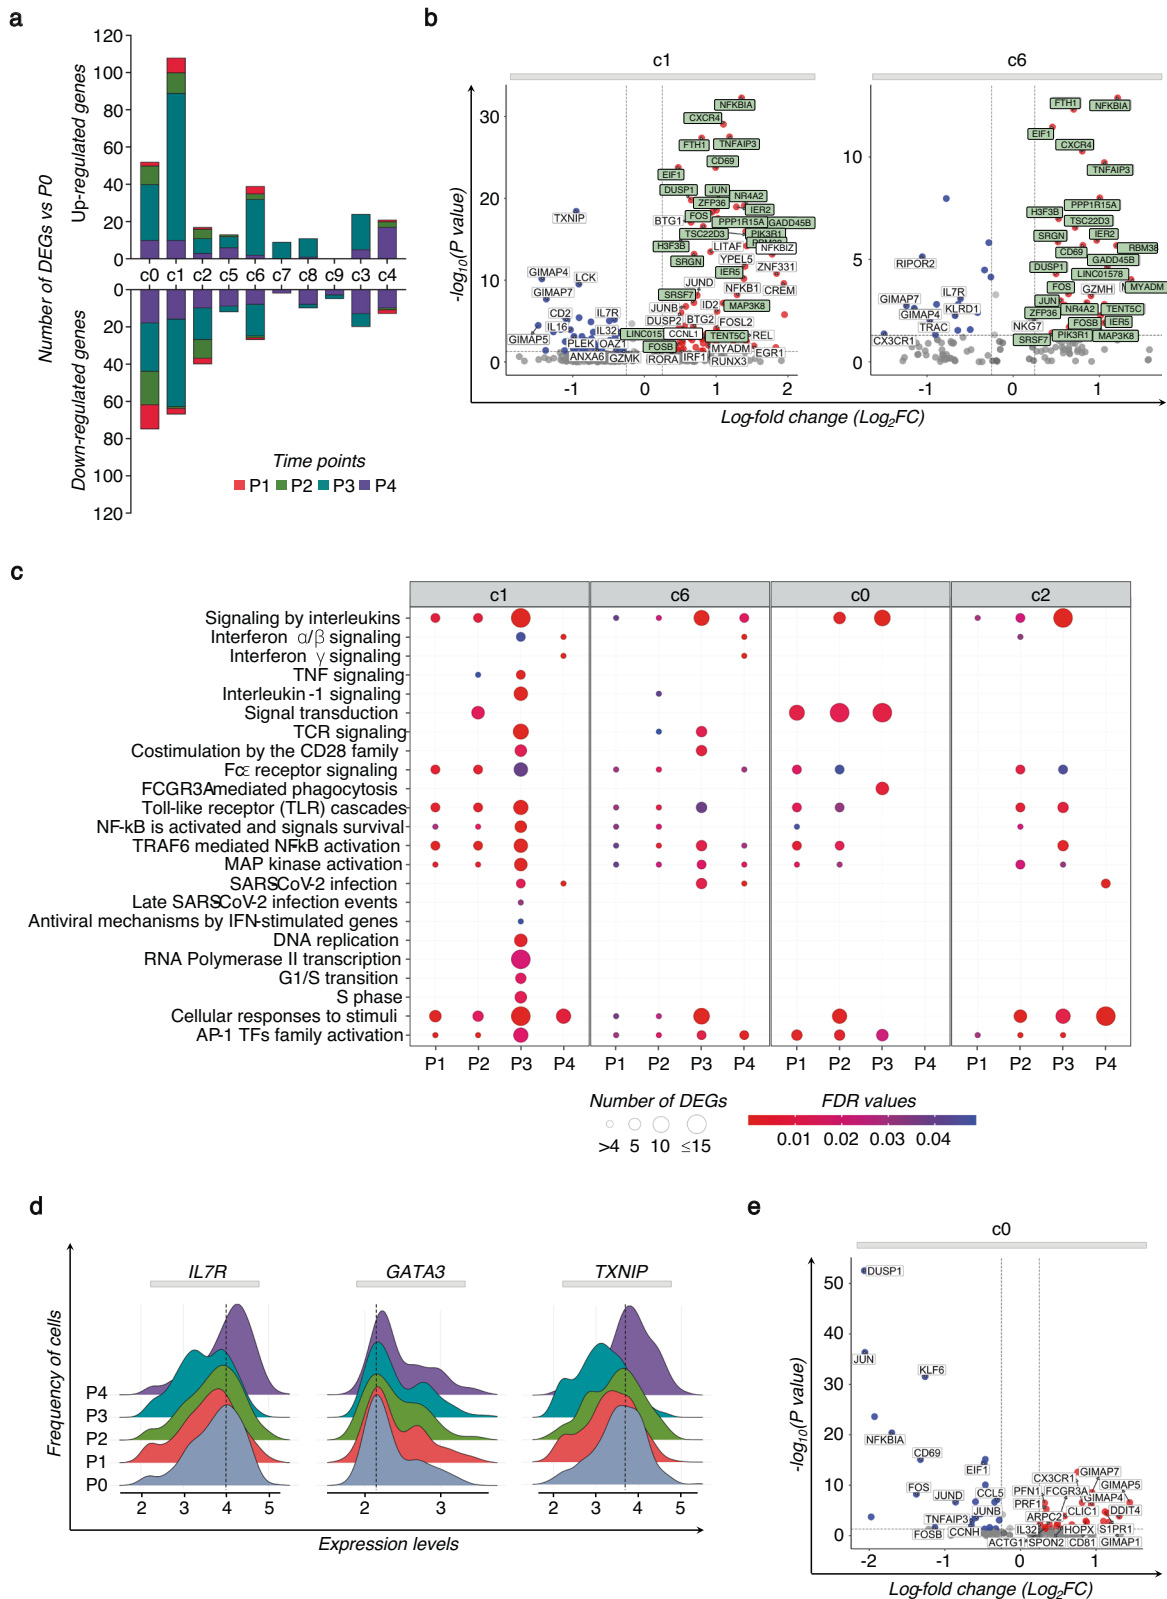 a
Number of DEGs vs P0
Up-regulated genes
Down-regulated genes
120
100
80
60
40
20
0
c0 c1 c2 c5 c6 c7 c8 c9 c3 c4
0
20
40
60
80
100
120
Time points
P1 P2 P3 P4
b
c1
-log10(P value)
30
20
10
0
-1 0 1 2
NFKBIA
CXCR4
FTH1
TNFAIP3
CD69
EIF1
DUSP1
JUN
NR4A2
ZFP36
IER2
TXNIP
BTG1
FOS
PPP1R15A
GADD45B
TSC22D3
PIK3R1
H3F3B
LITAF
NFKBIZ
SRGN
YPEL5
ZNF331
GIMAP4
LCK
IER5
JUND
NFKB1
CREM
GIMAP7
SRSF7
JUNB
ID2
MAP3K8
CD2
IL7R
DUSP2
BTG2
FOSL2
IL16
IL32
LINC01578
CCNL1
TENT5C
REL
GIMAP5
PLEK
OAZ1
FOSB
MYADM
EGR1
ANXA6
GZMK
RORA
IRF1
RUNX3
c6
10
5
0
-1 0 1
FTH1
NFKBIA
EIF1
CXCR4
TNFAIP3
PPP1R15A
H3F3B
TSC22D3
SRGN
IER2
RBM38
CD69
GADD45B
RIPOR2
DUSP1
LINC01578
FOS
GZMH
MYADM
IL7R
GIMAP7
JUN
GIMAP4
KLRD1
ZFP36
NR4A2
TENT5C
TRAC
NKG7
FOSB
IER5
CX3CR1
SRSF7
PIK3R1
MAP3K8
Log-fold change (Log2FC)
c
c1 c6 c0 c2
Signaling by interleukins
Interferon α/β signaling
Interferon γ signaling
TNF signaling
Interleukin-1 signaling
Signal transduction
TCR signaling
Costimulation by the CD28 family
Fcε receptor signaling
FCGR3A mediated phagocytosis
Toll-like receptor (TLR) cascades
NF-kB is activated and signals survival
TRAF6 mediated NF-kB activation
MAP kinase activation
SARS-CoV-2 infection
Late SARS-CoV-2 infection events
Antiviral mechanisms by IFN-stimulated genes
DNA replication
RNA Polymerase II transcription
G1/S transition
S phase
Cellular responses to stimuli
AP-1 TFs family activation
P1 P2 P3 P4 P1 P2 P3 P4 P1 P2 P3 P4 P1 P2 P3 P4
Number of DEGs
>4 5 10 ≤15
FDR values
0.01 0.02 0.03 0.04
d
Frequency of cells
IL7R GATA3 TXNIP
P4
P3
P2
P1
P0
2 3 4 5 2 3 2 3 4 5
Expression levels
e
c0
-log10(P value)
50
40
30
20
10
0
-2 -1 0 1
DUSP1
JUN
KLF6
NFKBIA
CD69
EIF1
CX3CR1
GIMAP7
FOS
JUND
CCL5
PFN1
FCGR3A
GIMAP5
PRF1
GIMAP4
TNFAIP3
JUNB
ARPC2
CLIC1
DDIT4
FOSB
CCNH
IL32
HOPX
S1PR1
ACTG1
SPON2
CD81
GIMAP1
Log-fold change (Log2FC)